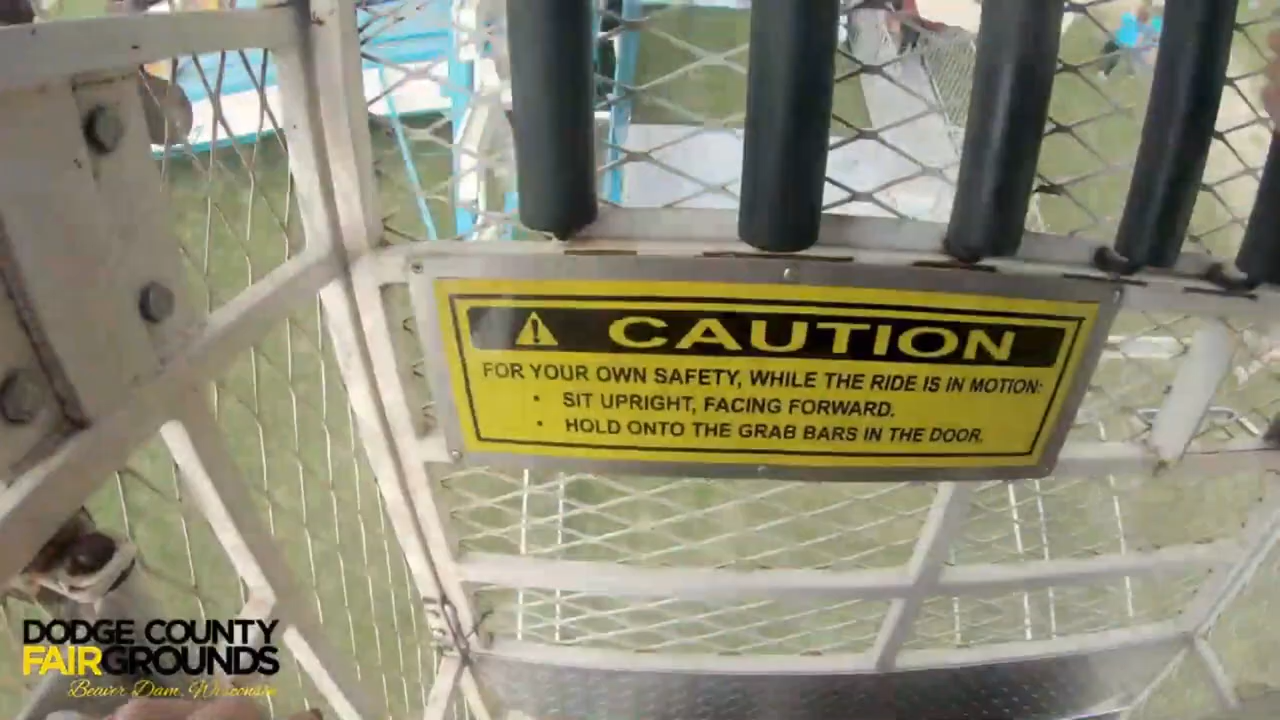 CAUTION
FOR YOUR OWN SAFETY, WHILE THE RIDE IS IN MOTION:
• SIT UPRIGHT, FACING FORWARD.
• HOLD ONTO THE GRAB BARS IN THE DOOR.
DODGE COUNTY
FAIRGROUNDS
Beaver Dam, Wisconsin